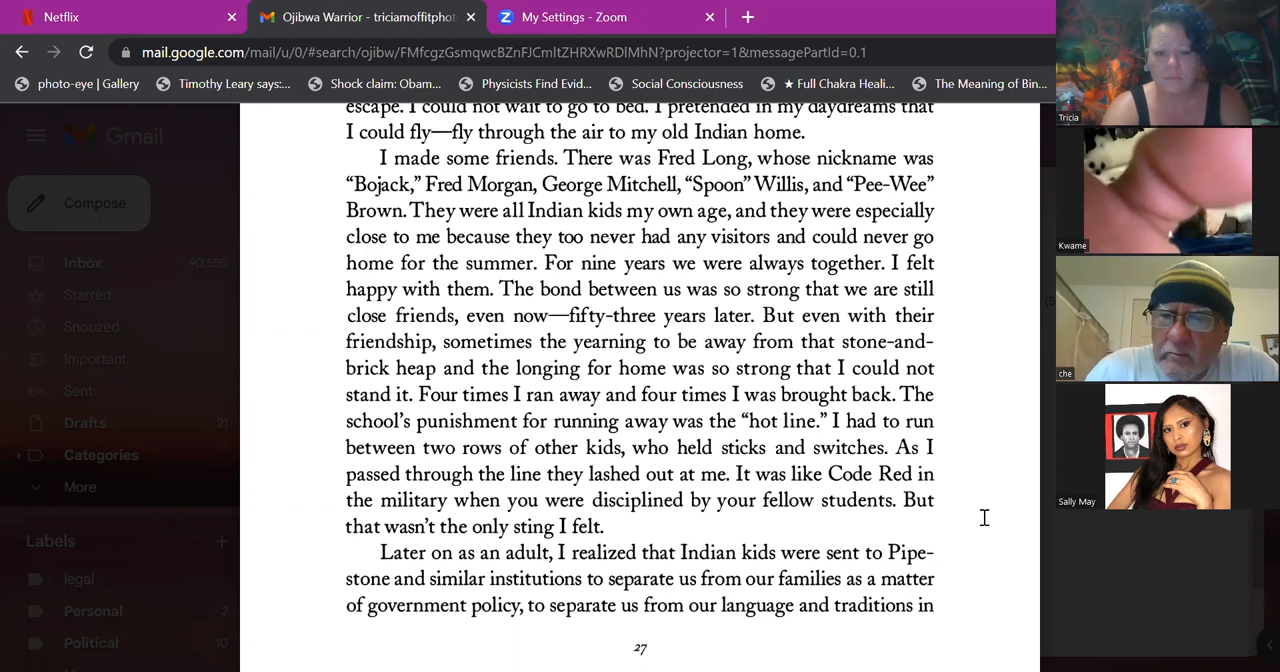 Netflix
Ojibwa Warrior - triciamoffitphot
My Settings - Zoom
mail.google.com/mail/u/0/#search/ojibw/FMfcgzGsmqwcBZnFJCmltZHRXwRDlMhN?projector=1&messagePartId=0.1
photo-eye | Gallery
Timothy Leary says:...
Shock claim: Obam...
Physicists Find Evid...
Social Consciousness
★ Full Chakra Heali...
The Meaning of Bin...
Gmail
Compose
Inbox 90,550
Starred
Snoozed
Important
Sent
Drafts 21
Categories
More
Labels
legal
Personal 2
Political 10
escape. I could not wait to go to bed. I pretended in my daydreams that
I could fly—fly through the air to my old Indian home.
I made some friends. There was Fred Long, whose nickname was
“Bojack,” Fred Morgan, George Mitchell, “Spoon” Willis, and “Pee-Wee”
Brown. They were all Indian kids my own age, and they were especially
close to me because they too never had any visitors and could never go
home for the summer. For nine years we were always together. I felt
happy with them. The bond between us was so strong that we are still
close friends, even now—fifty-three years later. But even with their
friendship, sometimes the yearning to be away from that stone-and-
brick heap and the longing for home was so strong that I could not
stand it. Four times I ran away and four times I was brought back. The
school’s punishment for running away was the “hot line.” I had to run
between two rows of other kids, who held sticks and switches. As I
passed through the line they lashed out at me. It was like Code Red in
the military when you were disciplined by your fellow students. But
that wasn’t the only sting I felt.
Later on as an adult, I realized that Indian kids were sent to Pipe-
stone and similar institutions to separate us from our families as a matter
of government policy, to separate us from our language and traditions in
27
Tricia
Kwame
che
Sally May